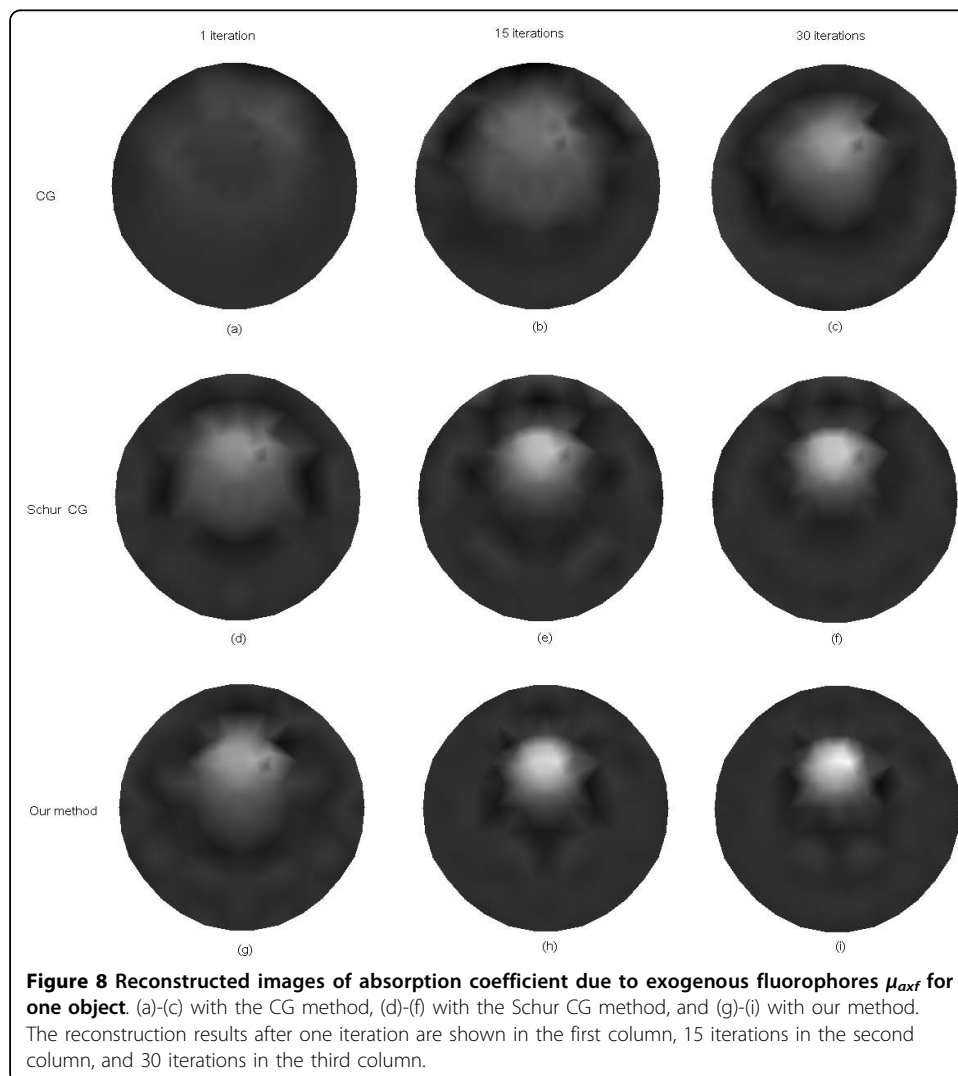 1 iteration 15 iterations 30 iterations
CG
(a) (b) (c)
Schur CG
(d) (e) (f)
Our method
(g) (h) (i)
Figure 8 Reconstructed images of absorption coefficient due to exogenous fluorophores μaxf for
one object. (a)-(c) with the CG method, (d)-(f) with the Schur CG method, and (g)-(i) with our method.
The reconstruction results after one iteration are shown in the first column, 15 iterations in the second
column, and 30 iterations in the third column.